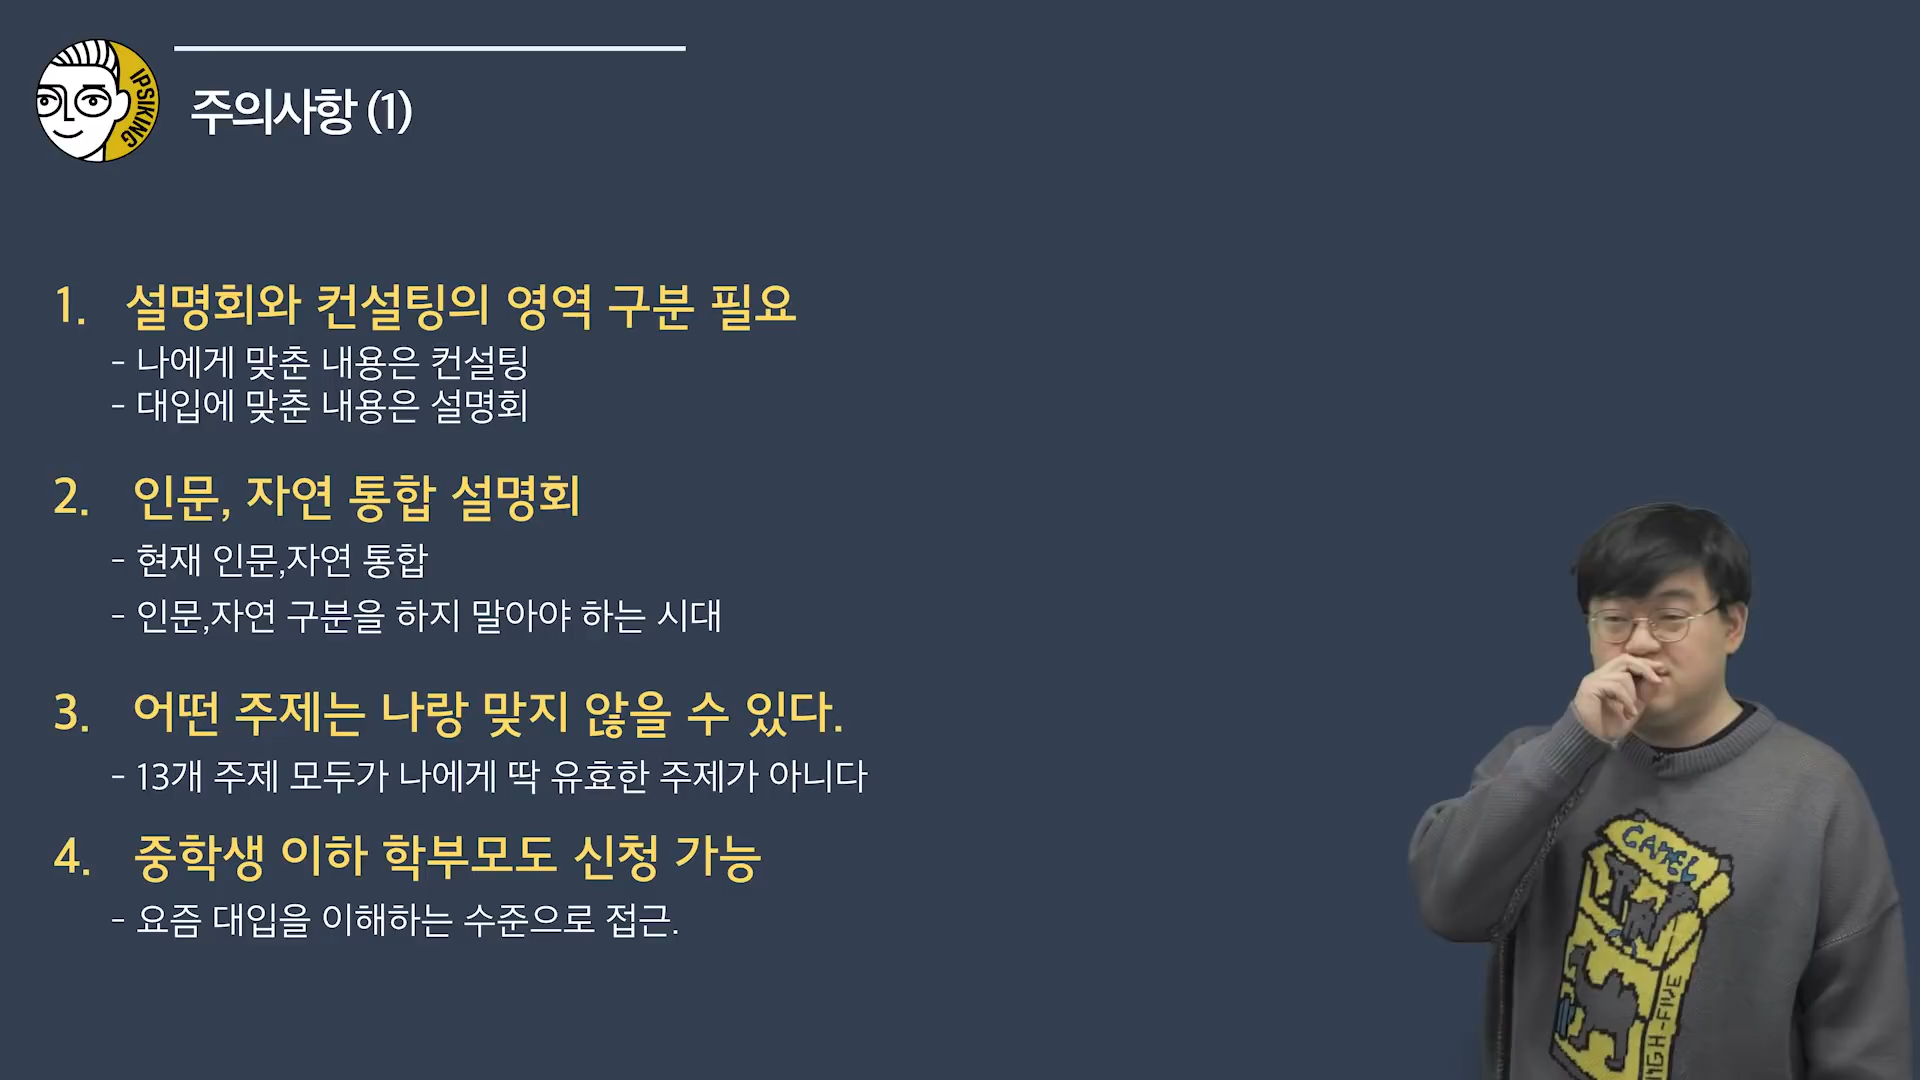 IPSIKING
주의사항 (1)
1. 설명회와 컨설팅의 영역 구분 필요
- 나에게 맞춘 내용은 컨설팅
- 대입에 맞춘 내용은 설명회
2. 인문, 자연 통합 설명회
- 현재 인문,자연 통합
- 인문,자연 구분을 하지 말아야 하는 시대
3. 어떤 주제는 나랑 맞지 않을 수 있다.
- 13개 주제 모두가 나에게 딱 유효한 주제가 아니다
4. 중학생 이하 학부모도 신청 가능
- 요즘 대입을 이해하는 수준으로 접근.
CAMEL
HIGH-FIVE